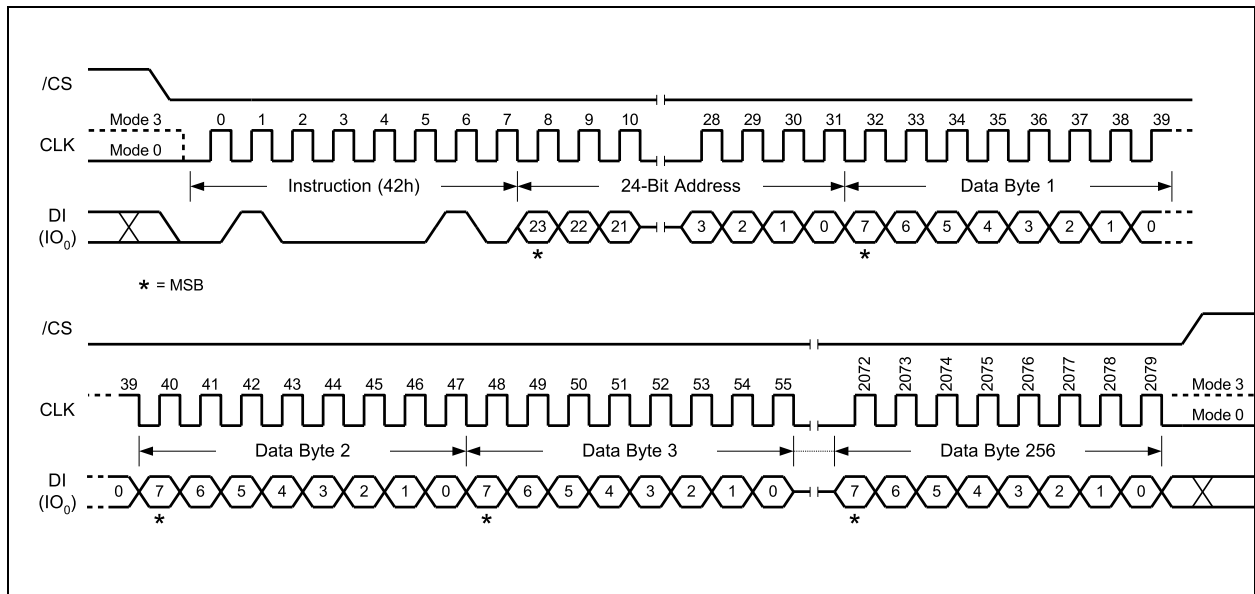 /CS
Mode 3 0 1 2 3 4 5 6 7 8 9 10 28 29 30 31 32 33 34 35 36 37 38 39
CLK
Mode 0
Instruction (42h) 24-Bit Address Data Byte 1
DI
(IO0) 23 22 21 3 2 1 0 7 6 5 4 3 2 1 0
* *
* = MSB
/CS
39 40 41 42 43 44 45 46 47 48 49 50 51 52 53 54 55 2072 2073 2074 2075 2076 2077 2078 2079 Mode 3
CLK
Mode 0
Data Byte 2 Data Byte 3 Data Byte 256
DI
(IO0) 0 7 6 5 4 3 2 1 0 7 6 5 4 3 2 1 0 7 6 5 4 3 2 1 0
* * *